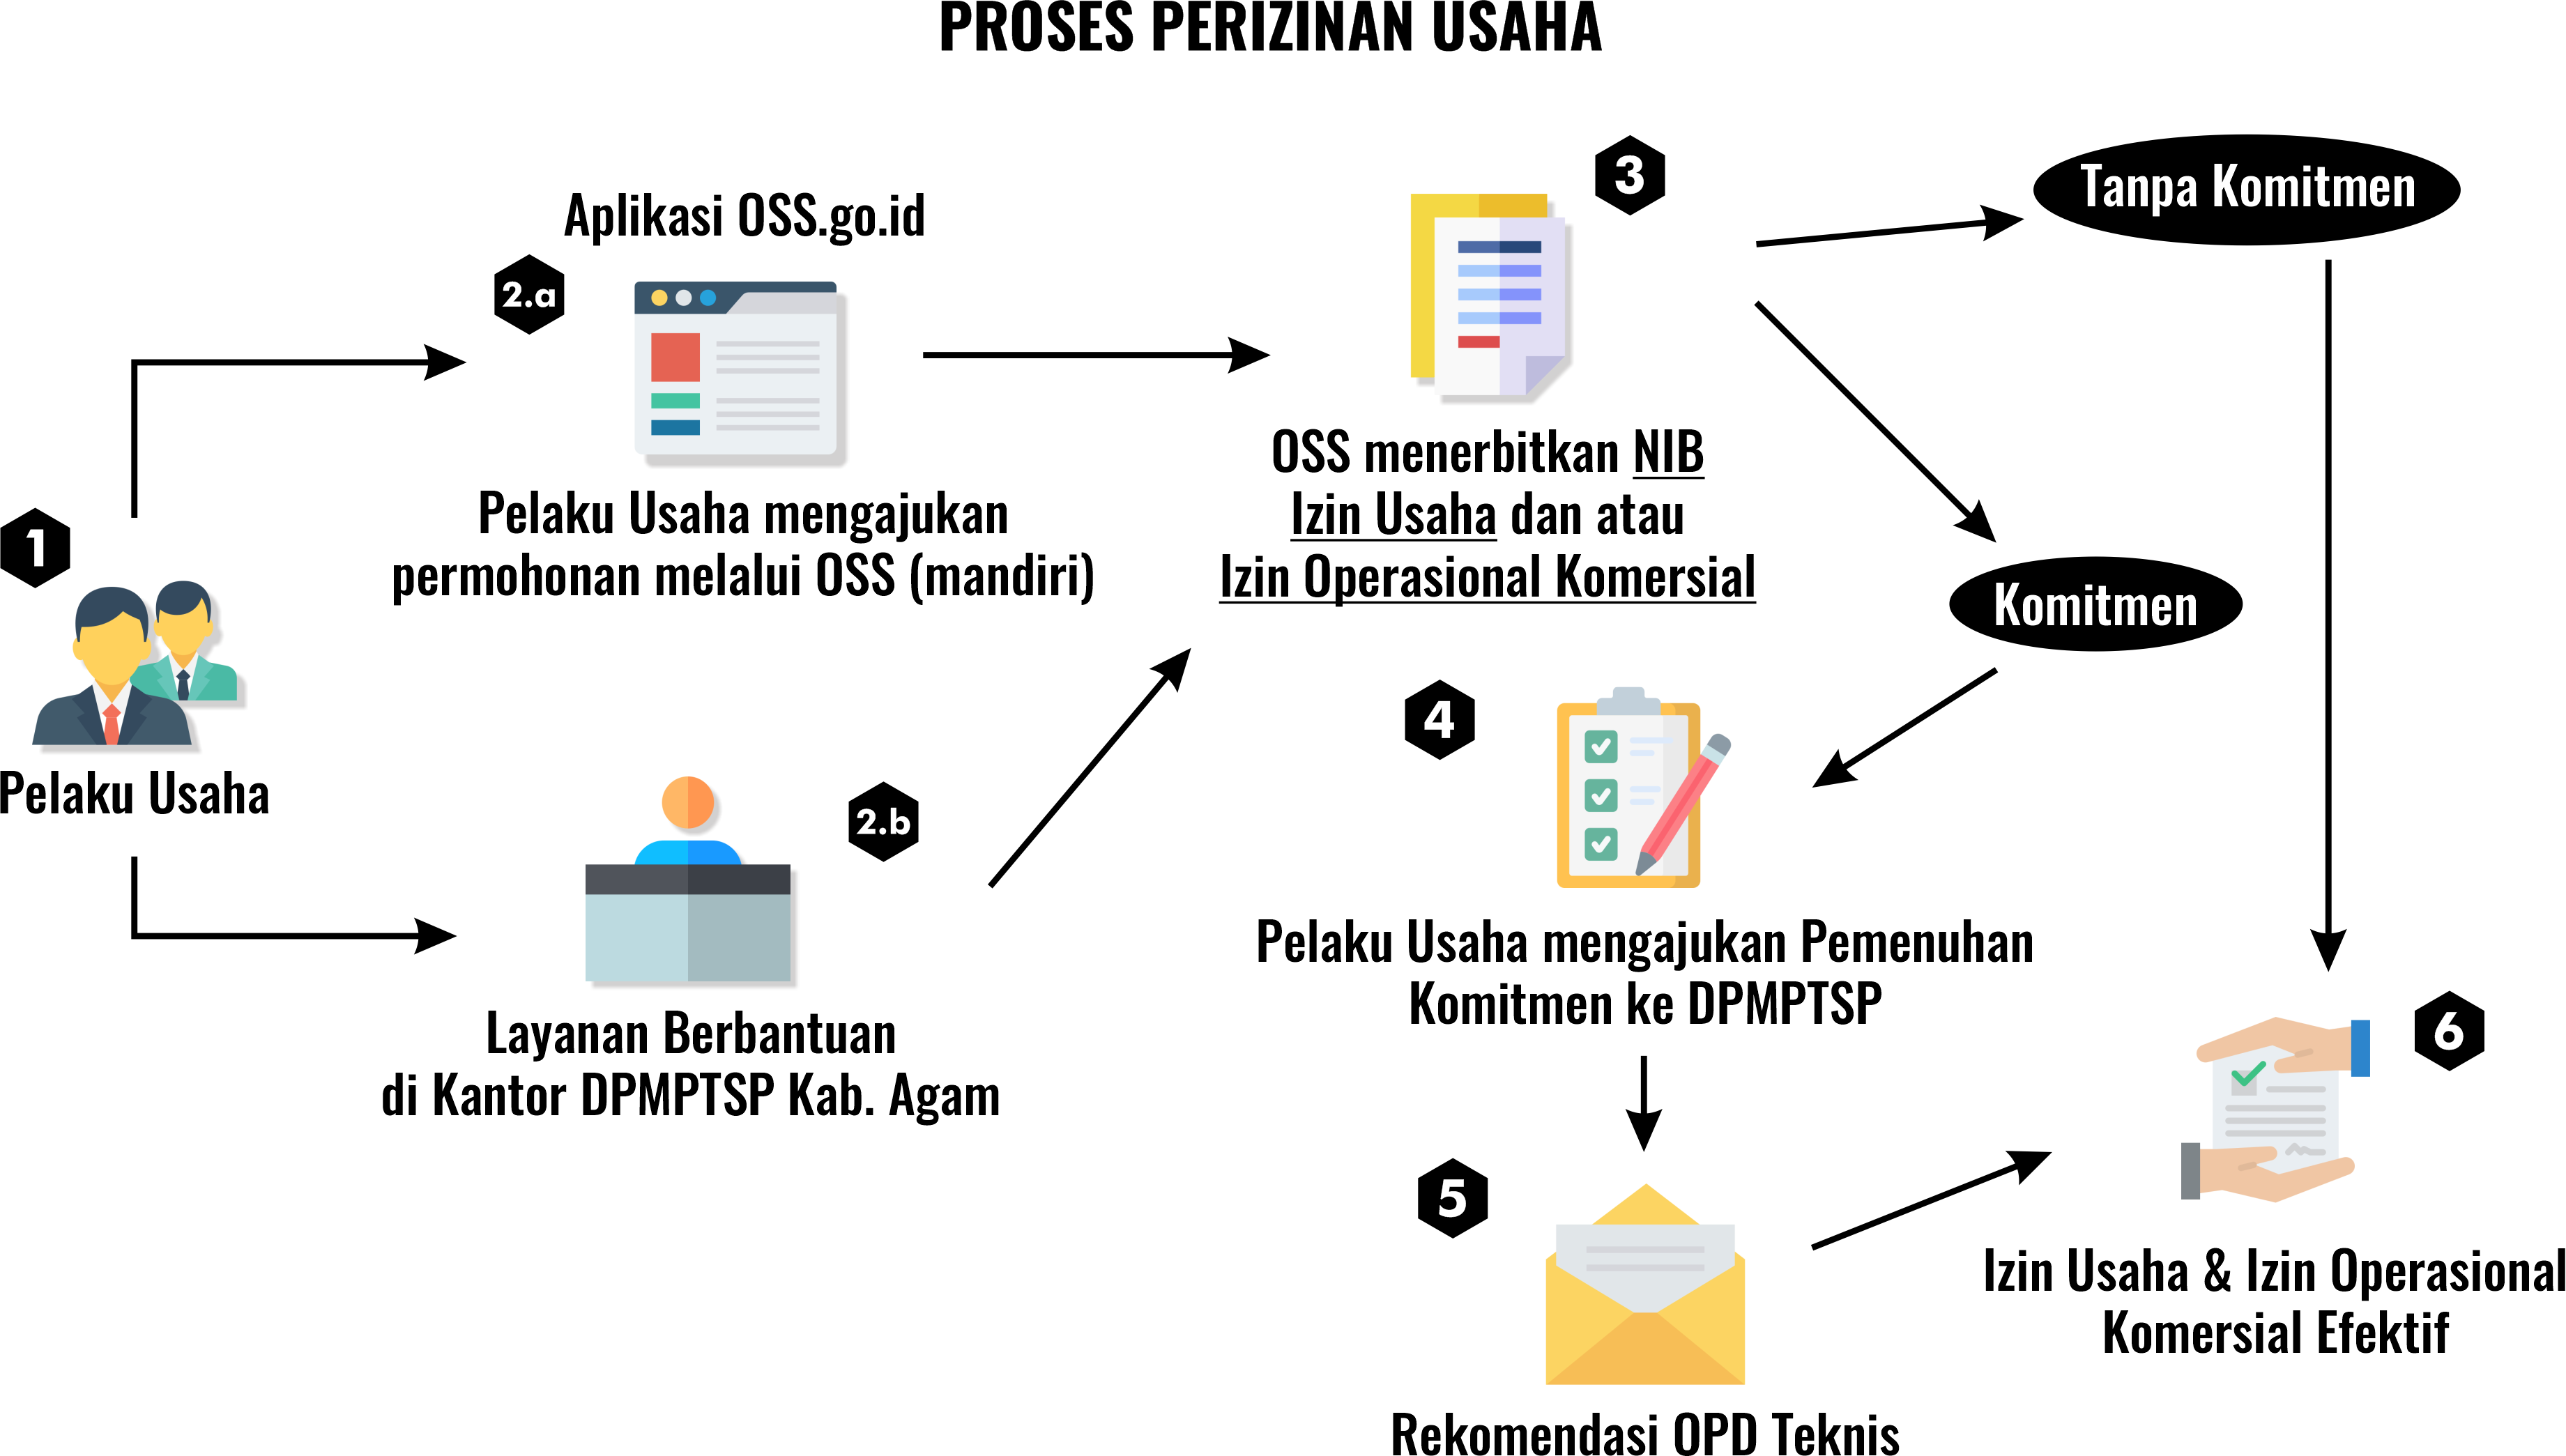 PROSES PERIZINAN USAHA
1
Pelaku Usaha
Aplikasi OSS.go.id
2.a
Pelaku Usaha mengajukan
permohonan melalui OSS (mandiri)
2.b
Layanan Berbantuan
di Kantor DPMPTSP Kab. Agam
3
OSS menerbitkan NIB
Izin Usaha dan atau
Izin Operasional Komersial
Tanpa Komitmen
Komitmen
4
Pelaku Usaha mengajukan Pemenuhan
Komitmen ke DPMPTSP
5
Rekomendasi OPD Teknis
6
Izin Usaha & Izin Operasional
Komersial Efektif